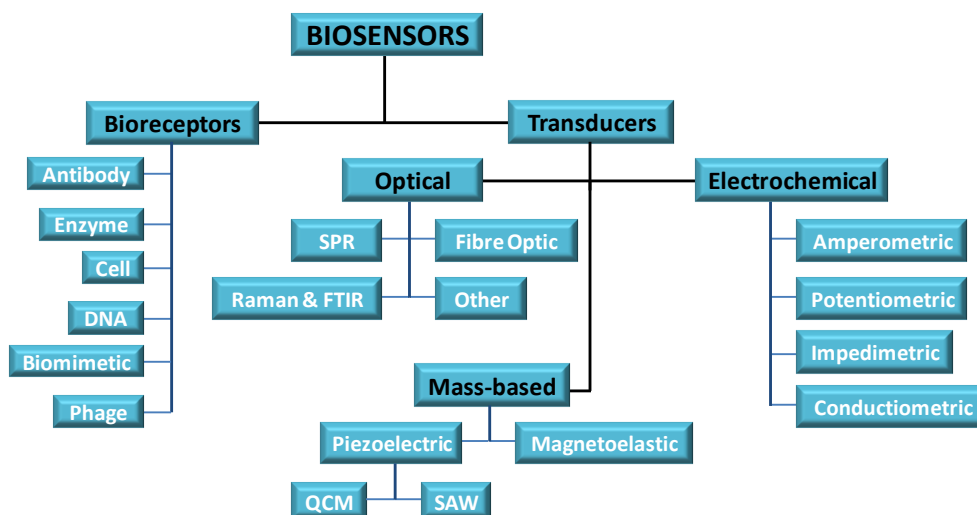 BIOSENSORS
Bioreceptors
Transducers
Antibody
Enzyme
Cell
DNA
Biomimetic
Phage
Optical
SPR
Fibre Optic
Raman & FTIR
Other
Electrochemical
Amperometric
Potentiometric
Impedimetric
Conductiometric
Mass-based
Piezoelectric
Magnetoelastic
QCM
SAW